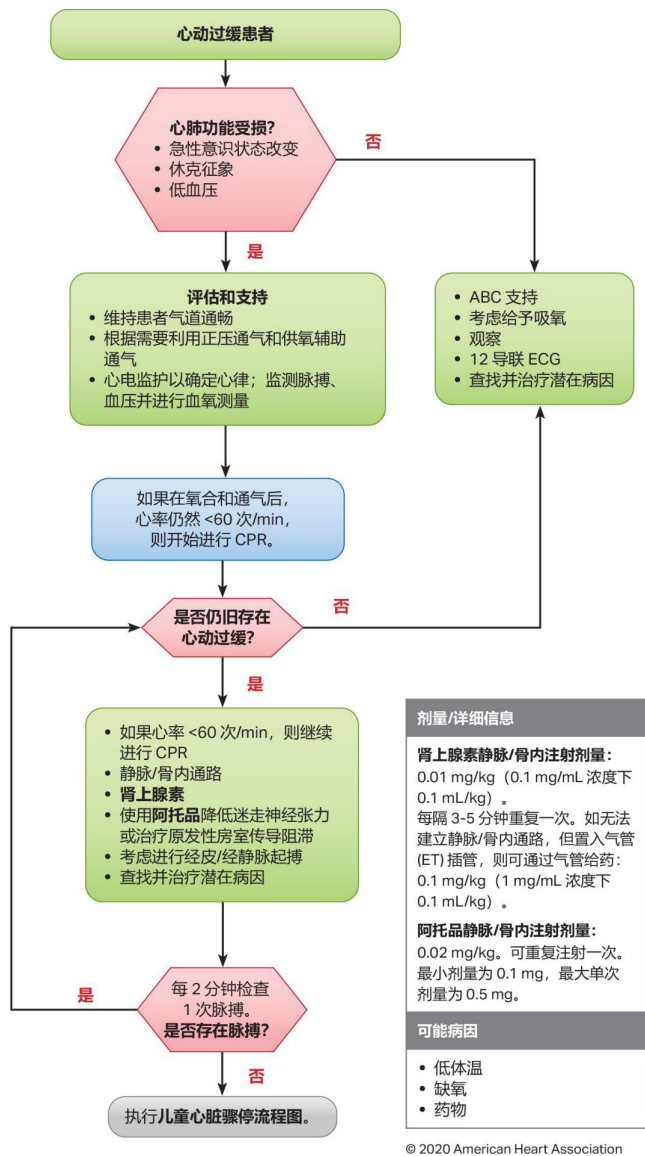 心动过缓患者
心肺功能受损?
• 急性意识状态改变
• 休克征象
• 低血压
否
是
评估和支持
• 维持患者气道通畅
• 根据需要利用正压通气和供氧辅助
通气
• 心电监护以确定心律；监测脉搏、
血压并进行血氧测量
• ABC 支持
• 考虑给予吸氧
• 观察
• 12 导联 ECG
• 查找并治疗潜在病因
如果在氧合和通气后，
心率仍然 <60 次/min，
则开始进行 CPR。
是否仍旧存在
心动过缓?
否
是
• 如果心率 <60 次/min，则继续
进行 CPR
• 静脉/骨内通路
• 肾上腺素
• 使用阿托品降低迷走神经张力
或治疗原发性房室传导阻滞
• 考虑进行经皮/经静脉起搏
• 查找并治疗潜在病因
每 2 分钟检查
1 次脉搏。
是否存在脉搏?
是
否
执行儿童心脏骤停流程图。
剂量/详细信息
肾上腺素静脉/骨内注射剂量：
0.01 mg/kg（0.1 mg/mL 浓度下
0.1 mL/kg）。
每隔 3-5 分钟重复一次。如无法
建立静脉/骨内通路，但置入气管
(ET) 插管，则可通过气管给药：
0.1 mg/kg（1 mg/mL 浓度下
0.1 mL/kg）。
阿托品静脉/骨内注射剂量：
0.02 mg/kg。可重复注射一次。
最小剂量为 0.1 mg，最大单次
剂量为 0.5 mg。
可能病因
• 低体温
• 缺氧
• 药物
© 2020 American Heart Association